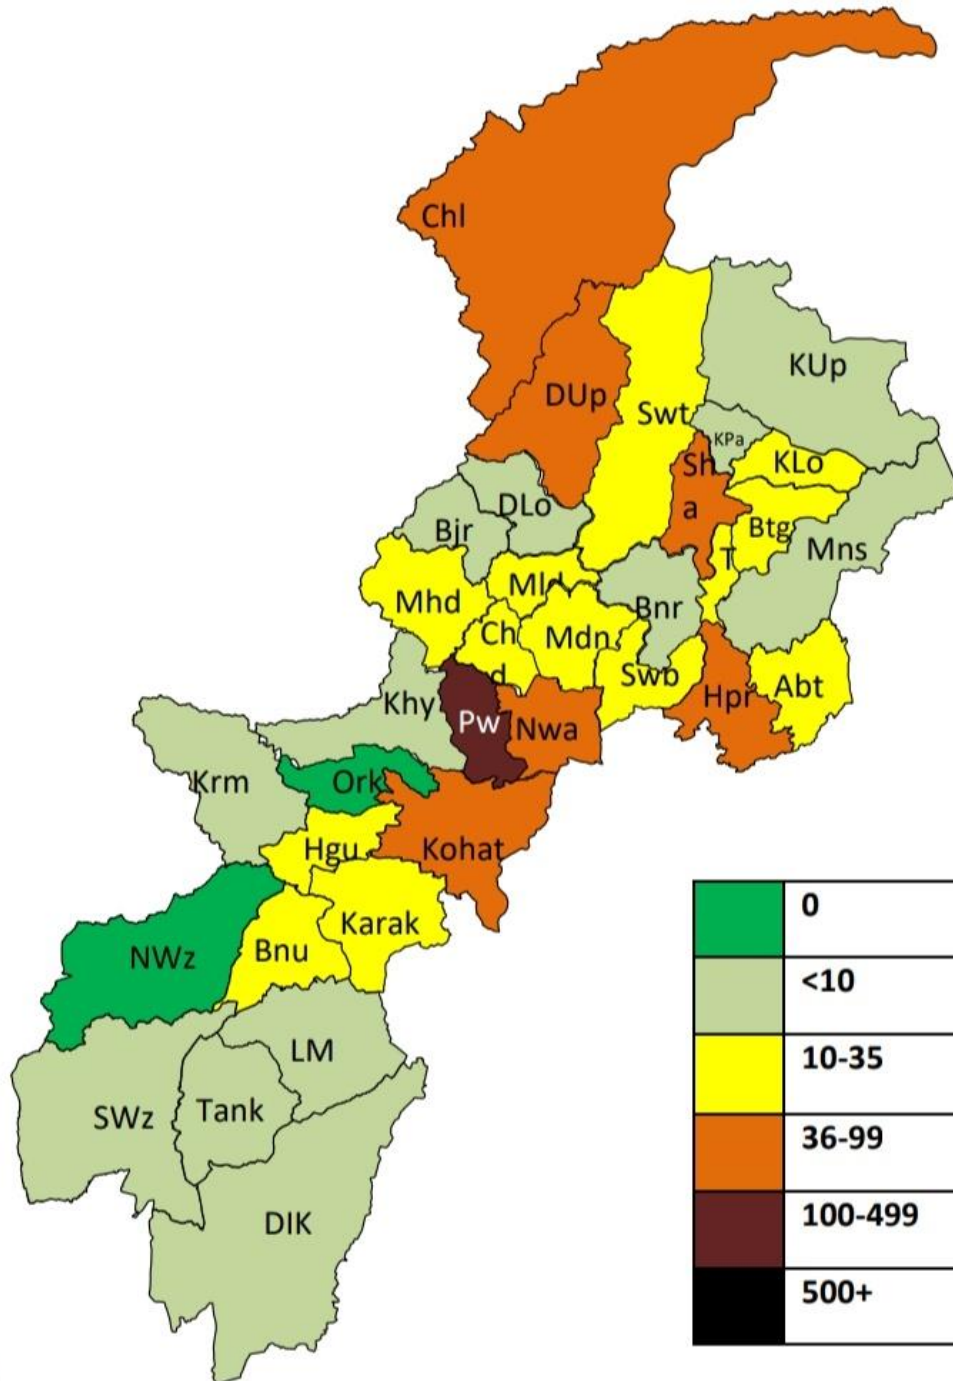 Chl
KUp
DUp
Swt
KPa
Sh
a
KLo
DLo
Bjr
Btg
Mns
T
Mld
Mhd
Bnr
Ch
d
Mdn
Swb
Abt
Hpr
Khy
Pw
Nwa
Krm
Ork
Hgu
Kohat
Karak
NWz
Bnu
LM
SWz
Tank
DIK
0
<10
10-35
36-99
100-499
500+